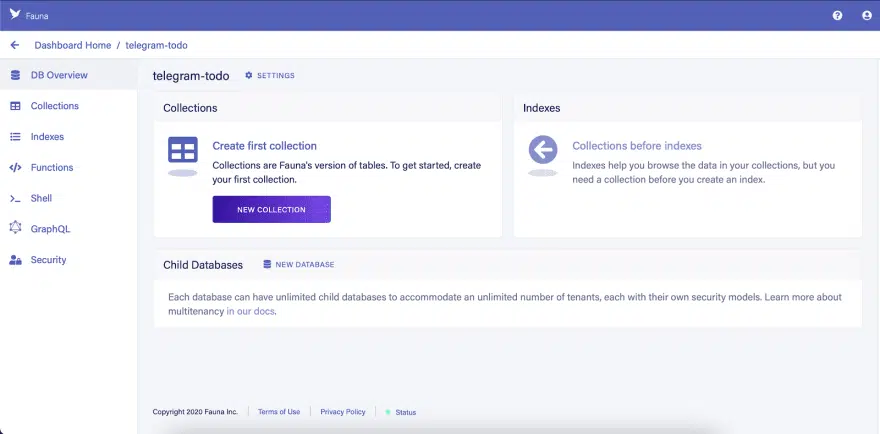 Fauna
Dashboard Home / telegram-todo
DB Overview
Collections
Indexes
Functions
Shell
GraphQL
Security
telegram-todo SETTINGS
Collections
Create first collection
Collections are Fauna's version of tables. To get started, create
your first collection.
NEW COLLECTION
Indexes
Collections before indexes
Indexes help you browse the data in your collections, but you
need a collection before you create an index.
Child Databases NEW DATABASE
Each database can have unlimited child databases to accommodate an unlimited number of tenants, each with their own security models. Learn more about
multitenancy in our docs.
Copyright 2020 Fauna Inc. Terms of Use Privacy Policy Status